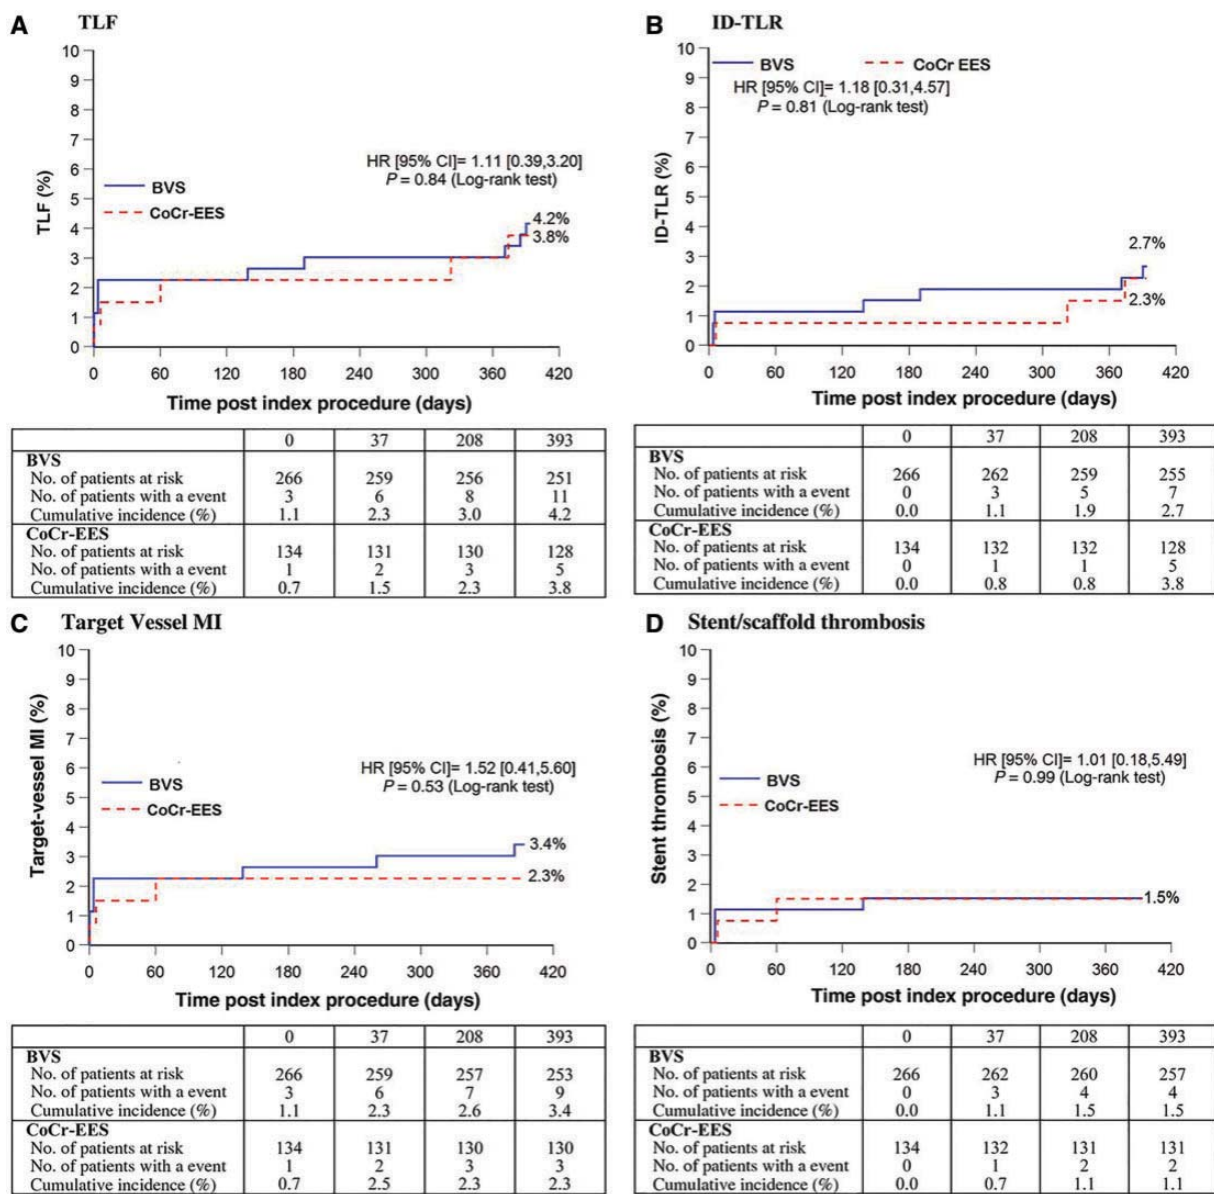 A TLF
10
9
8
7
6
5
4
3
2
1
0
TLF (%)
HR [95% CI]= 1.11 [0.39,3.20]
P = 0.84 (Log-rank test)
BVS
CoCr-EES
4.2%
3.8%
0 60 120 180 240 300 360 420
Time post index procedure (days)
0 37 208 393
BVS
No. of patients at risk 266 259 256 251
No. of patients with a event 3 6 8 11
Cumulative incidence (%) 1.1 2.3 3.0 4.2
CoCr-EES
No. of patients at risk 134 131 130 128
No. of patients with a event 1 2 3 5
Cumulative incidence (%) 0.7 1.5 2.3 3.8
B ID-TLR
10
9
8
7
6
5
4
3
2
1
0
ID-TLR (%)
BVS CoCr EES
HR [95% CI]= 1.18 [0.31,4.57]
P = 0.81 (Log-rank test)
2.7%
2.3%
0 60 120 180 240 300 360 420
Time post index procedure (days)
0 37 208 393
BVS
No. of patients at risk 266 262 259 255
No. of patients with a event 0 3 5 7
Cumulative incidence (%) 0.0 1.1 1.9 2.7
CoCr-EES
No. of patients at risk 134 132 132 128
No. of patients with a event 0 1 1 5
Cumulative incidence (%) 0.0 0.8 0.8 3.8
C Target Vessel MI
10
9
8
7
6
5
4
3
2
1
0
Target-vessel MI (%)
HR [95% CI]= 1.52 [0.41,5.60]
P = 0.53 (Log-rank test)
BVS
CoCr-EES
3.4%
2.3%
0 60 120 180 240 300 360 420
Time post index procedure (days)
0 37 208 393
BVS
No. of patients at risk 266 259 257 253
No. of patients with a event 3 6 7 9
Cumulative incidence (%) 1.1 2.3 2.6 3.4
CoCr-EES
No. of patients at risk 134 131 130 130
No. of patients with a event 1 2 3 3
Cumulative incidence (%) 0.7 2.5 2.3 2.3
D Stent/scaffold thrombosis
10
9
8
7
6
5
4
3
2
1
0
Stent thrombosis (%)
HR [95% CI]= 1.01 [0.18,5.49]
P = 0.99 (Log-rank test)
BVS
CoCr-EES
1.5%
0 60 120 180 240 300 360 420
Time post index procedure (days)
0 37 208 393
BVS
No. of patients at risk 266 262 260 257
No. of patients with a event 0 3 4 4
Cumulative incidence (%) 0.0 1.1 1.5 1.5
CoCr-EES
No. of patients at risk 134 132 131 131
No. of patients with a event 0 1 2 2
Cumulative incidence (%) 0.0 0.7 1.1 1.1